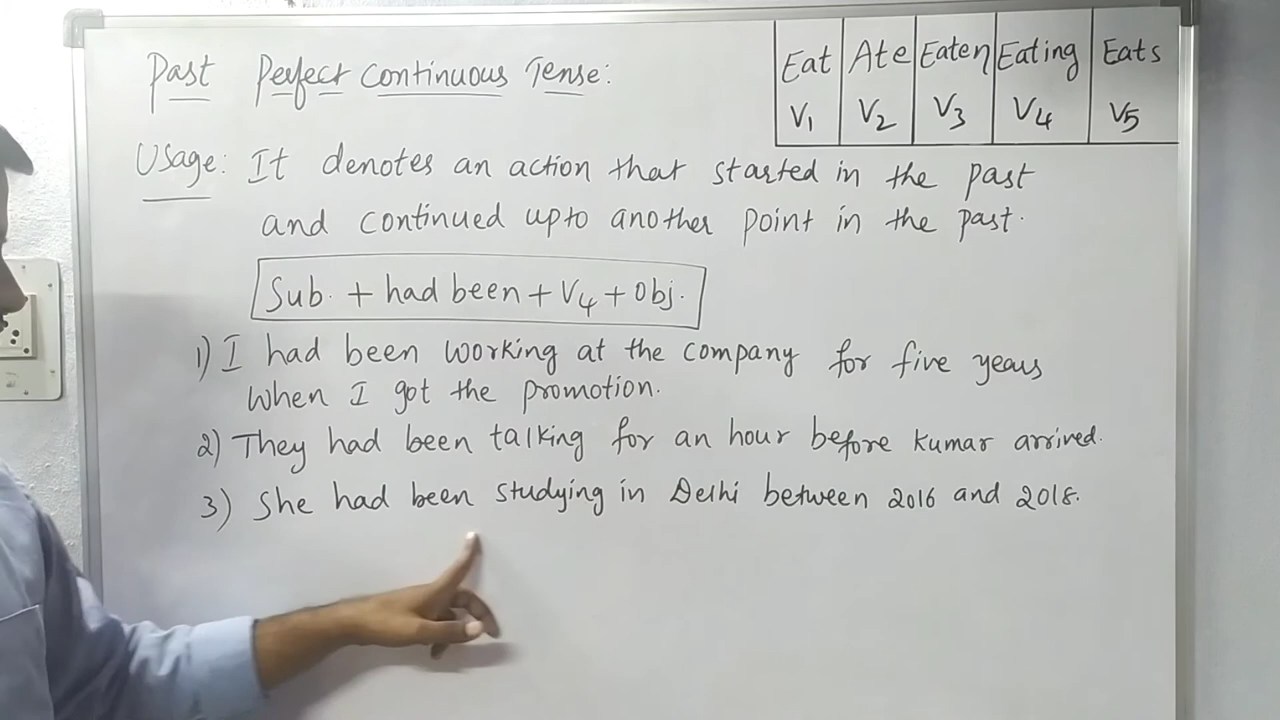 Past Perfect Continuous Tense:
Eat Ate Eaten Eating Eats
V1 V2 V3 V4 V5
Usage: It denotes an action that started in the past
and continued upto another point in the past.
Sub. + had been + V4 + Obj.
1) I had been working at the company for five years
when I got the promotion.
2) They had been talking for an hour before Kumar arrived.
3) She had been studying in Delhi between 2016 and 2018.